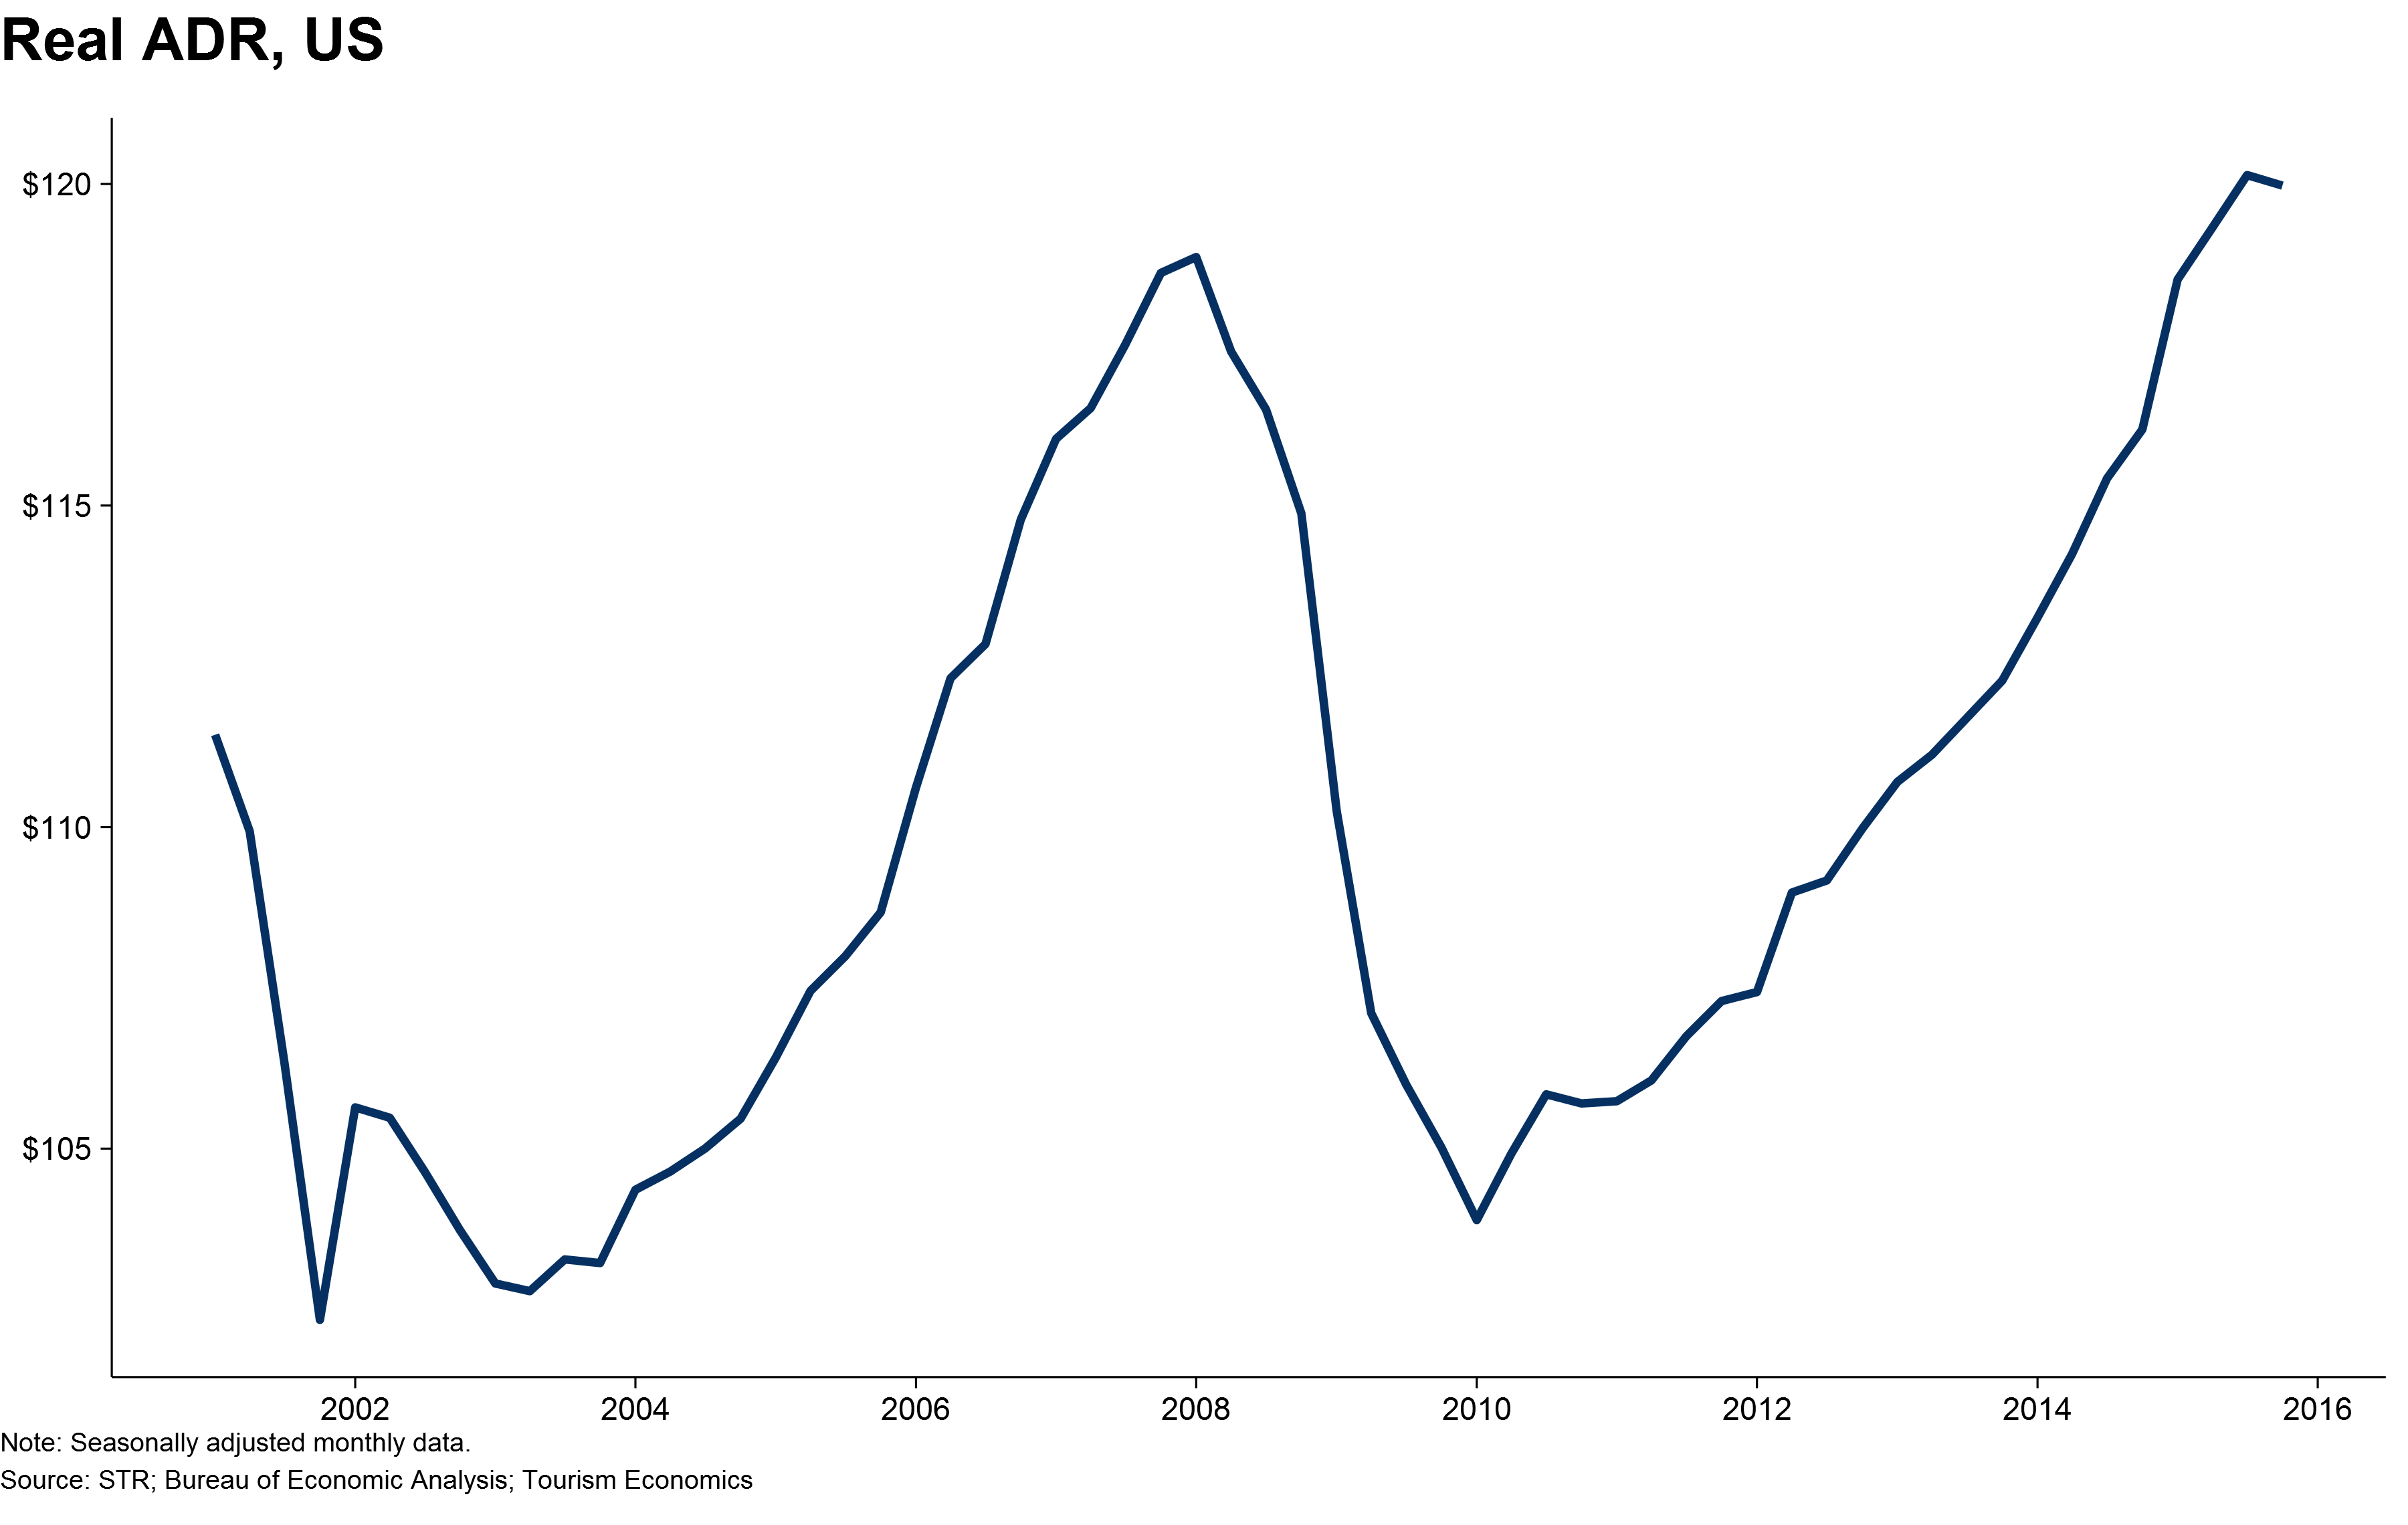 Real ADR, US
$120
$115
$110
$105
2002 2004 2006 2008 2010 2012 2014 2016
Note: Seasonally adjusted monthly data.
Source: STR; Bureau of Economic Analysis; Tourism Economics